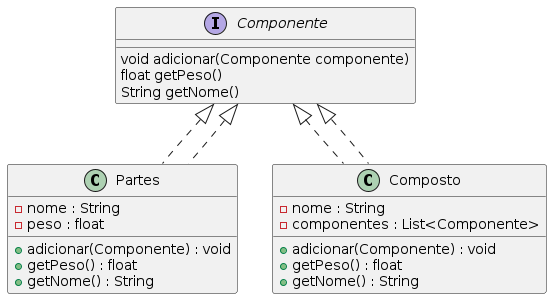 I Componente
void adicionar(Componente componente)
float getPeso()
String getNome()
C Partes
nome : String
peso : float
adicionar(Componente) : void
getPeso() : float
getNome() : String
C Composto
nome : String
componentes : List<Componente>
adicionar(Componente) : void
getPeso() : float
getNome() : String